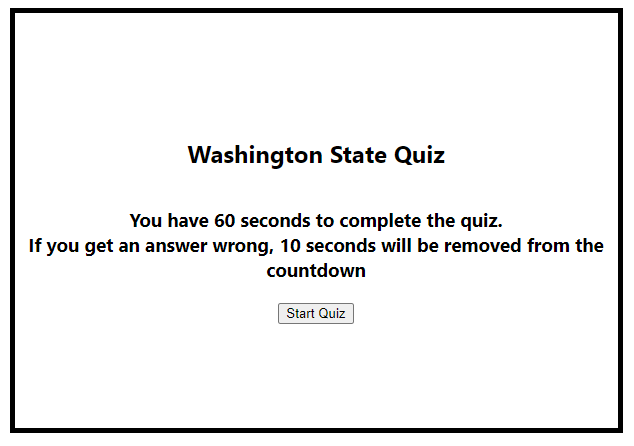 Washington State Quiz
You have 60 seconds to complete the quiz.
If you get an answer wrong, 10 seconds will be removed from the
countdown
Start Quiz